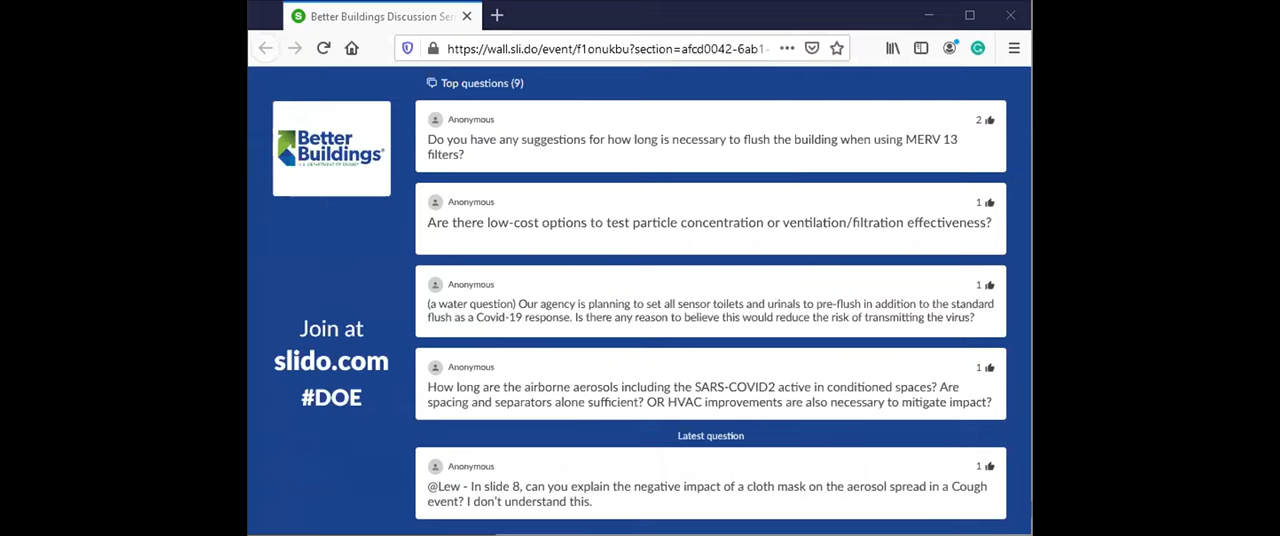 Better Buildings Discussion Ser
https://wall.sli.do/event/f1onukbu?section=afcd0042-6ab1-
Top questions (9)
Better
Buildings
U.S. DEPARTMENT OF ENERGY
Join at
slido.com
#DOE
Anonymous 2
Do you have any suggestions for how long is necessary to flush the building when using MERV 13
filters?
Anonymous 1
Are there low-cost options to test particle concentration or ventilation/filtration effectiveness?
Anonymous 1
(a water question) Our agency is planning to set all sensor toilets and urinals to pre-flush in addition to the standard
flush as a Covid-19 response. Is there any reason to believe this would reduce the risk of transmitting the virus?
Anonymous 1
How long are the airborne aerosols including the SARS-COVID2 active in conditioned spaces? Are
spacing and separators alone sufficient? OR HVAC improvements are also necessary to mitigate impact?
Latest question
Anonymous 1
@Lew - In slide 8, can you explain the negative impact of a cloth mask on the aerosol spread in a Cough
event? I don't understand this.